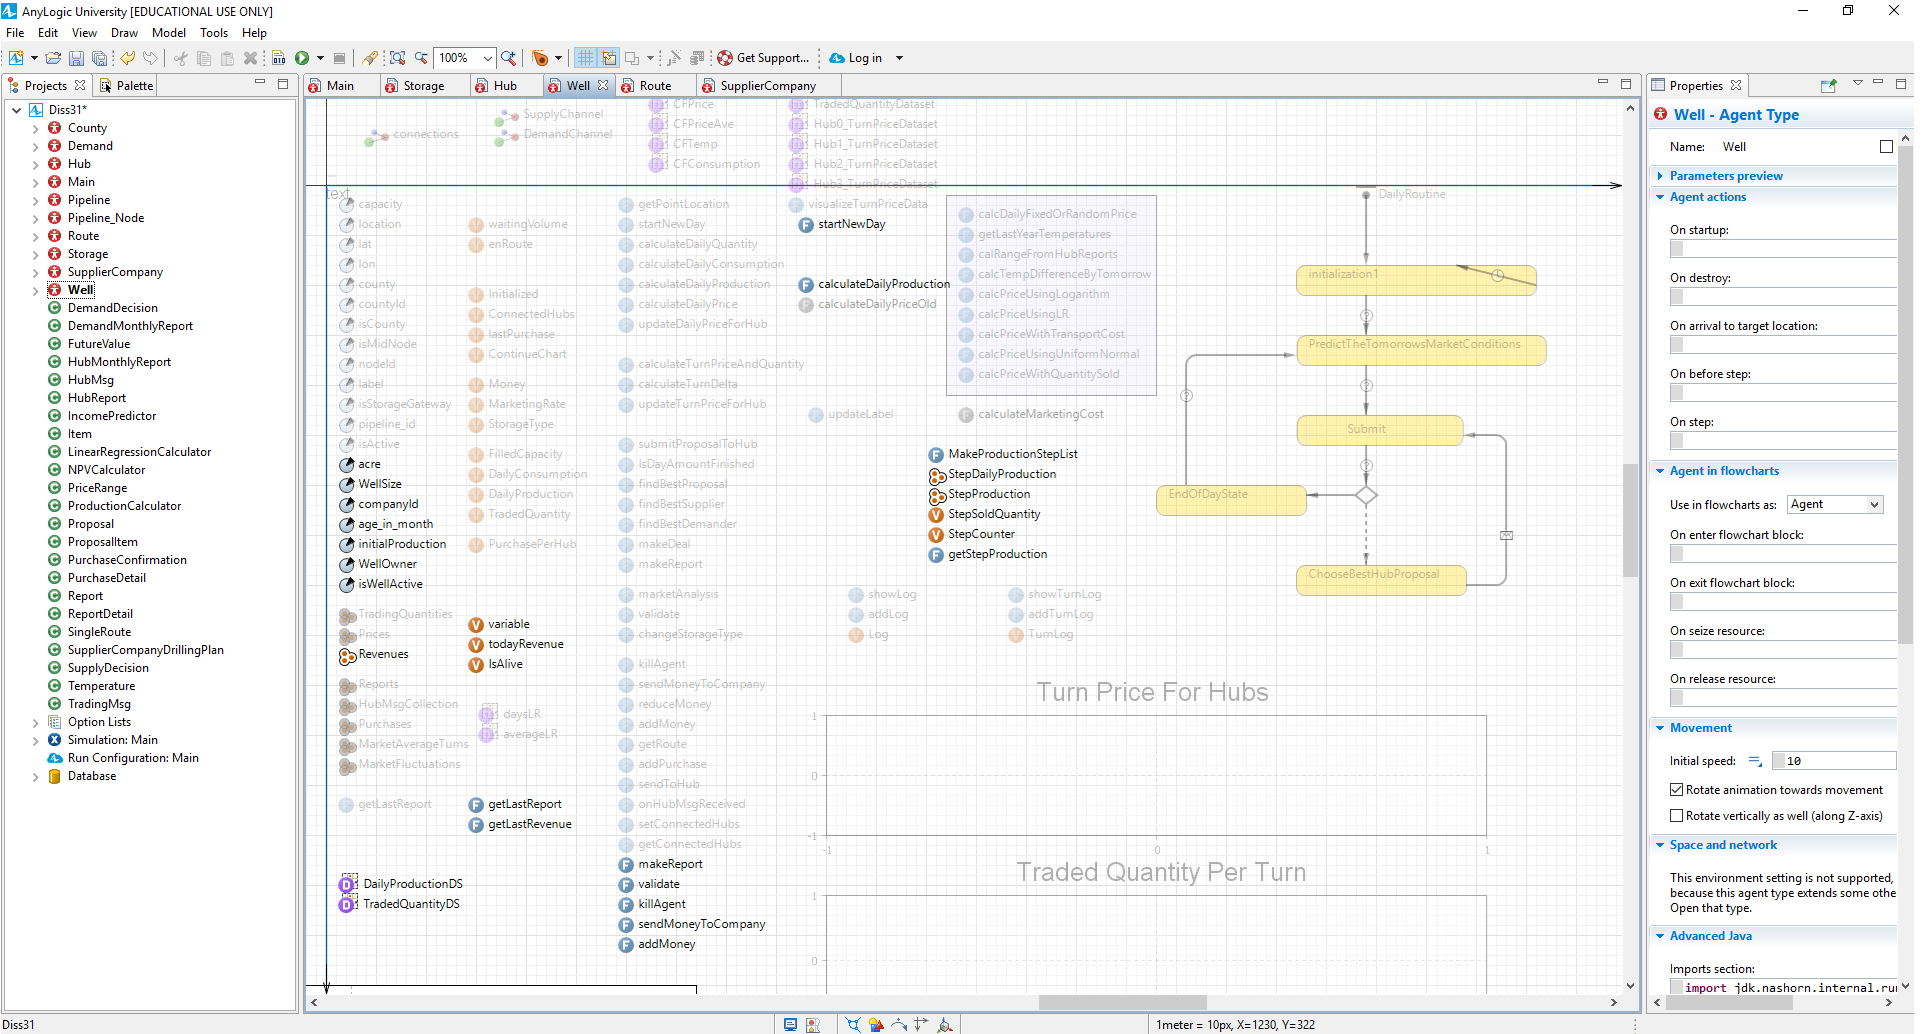 AnyLogic University [EDUCATIONAL USE ONLY]
File Edit View Draw Model Tools Help
100% Get Support... Log in
Projects Palette
Diss31*
County
Demand
Hub
Main
Pipeline
Pipeline_Node
Route
Storage
SupplierCompany
Well
DemandDecision
DemandMonthlyReport
FutureValue
HubMonthlyReport
HubMsg
HubReport
IncomePredictor
Item
LinearRegressionCalculator
NPVCalculator
PriceRange
ProductionCalculator
Proposal
ProposalItem
PurchaseConfirmation
PurchaseDetail
Report
ReportDetail
SingleRoute
SupplierCompanyDrillingPlan
SupplyDecision
Temperature
TradingMsg
Option Lists
Simulation: Main
Run Configuration: Main
Database
Main Storage Hub Well Route SupplierCompany
connections
SupplyChannel
DemandChannel
CFPrice
CFPriceAve
CFTemp
CFConsumption
TradedQuantityDataset
Hub0_TurnPriceDataset
Hub1_TurnPriceDataset
Hub2_TurnPriceDataset
Hub3_TurnPriceDataset
text
capacity
location
lat
lon
county
countyId
isCounty
isMidNode
nodeId
label
isStorageGateway
pipeline_id
isActive
acre
WellSize
companyId
age_in_month
initialProduction
WellOwner
isWellActive
TradingQuantities
Prices
Revenues
Reports
HubMsgCollection
Purchases
MarketAverageTurns
MarketFluctuations
getLastReport
DailyProductionDS
TradedQuantityDS
waitingVolume
enRoute
Initialized
ConnectedHubs
lastPurchase
ContinueChart
Money
MarketingRate
StorageType
FilledCapacity
DailyConsumption
DailyProduction
TradedQuantity
PurchasePerHub
variable
todayRevenue
IsAlive
daysLR
averageLR
getLastReport
getLastRevenue
getPointLocation
startNewDay
calculateDailyQuantity
calculateDailyConsumption
calculateDailyProduction
calculateDailyPrice
updateDailyPriceForHub
calculateTurnPriceAndQuantity
calculateTurnDelta
updateTurnPriceForHub
submitProposalToHub
IsDayAmountFinished
findBestProposal
findBestSupplier
findBestDemander
makeDeal
makeReport
marketAnalysis
validate
changeStorageType
killAgent
sendMoneyToCompany
reduceMoney
addMoney
getRoute
addPurchase
sendToHub
onHubMsgReceived
setConnectedHubs
getConnectedHubs
makeReport
validate
killAgent
sendMoneyToCompany
addMoney
visualizeTurnPriceData
startNewDay
calculateDailyProduction
calculateDailyPriceOld
updateLabel
calcDailyFixedOrRandomPrice
getLastYearTemperatures
calRangeFromHubReports
calcTempDifferenceByTomorrow
calcPriceUsingLogarithm
calcPriceUsingLR
calcPriceWithTransportCost
calcPriceUsingUniformNormal
calcPriceWithQuantitySold
calculateMarketingCost
MakeProductionStepList
StepDailyProduction
StepProduction
StepSoldQuantity
StepCounter
getStepProduction
showLog
addLog
Log
showTurnLog
addTurnLog
TurnLog
DailyRoutine
initialization1
PredictTheTomorrowsMarketConditions
Submit
EndOfDayState
ChooseBestHubProposal
Turn Price For Hubs
1
0
-1
-1 0 1
Traded Quantity Per Turn
1
0
Properties
Well - Agent Type
Name: Well
Parameters preview
Agent actions
On startup:
On destroy:
On arrival to target location:
On before step:
On step:
Agent in flowcharts
Use in flowcharts as: Agent
On enter flowchart block:
On exit flowchart block:
On seize resource:
On release resource:
Movement
Initial speed: 10
Rotate animation towards movement
Rotate vertically as well (along Z-axis)
Space and network
This environment setting is not supported,
because this agent type extends some othe
Open that type.
Advanced Java
Imports section:
import jdk.nashorn.internal.ru
Diss31
1meter = 10px, X=1230, Y=322